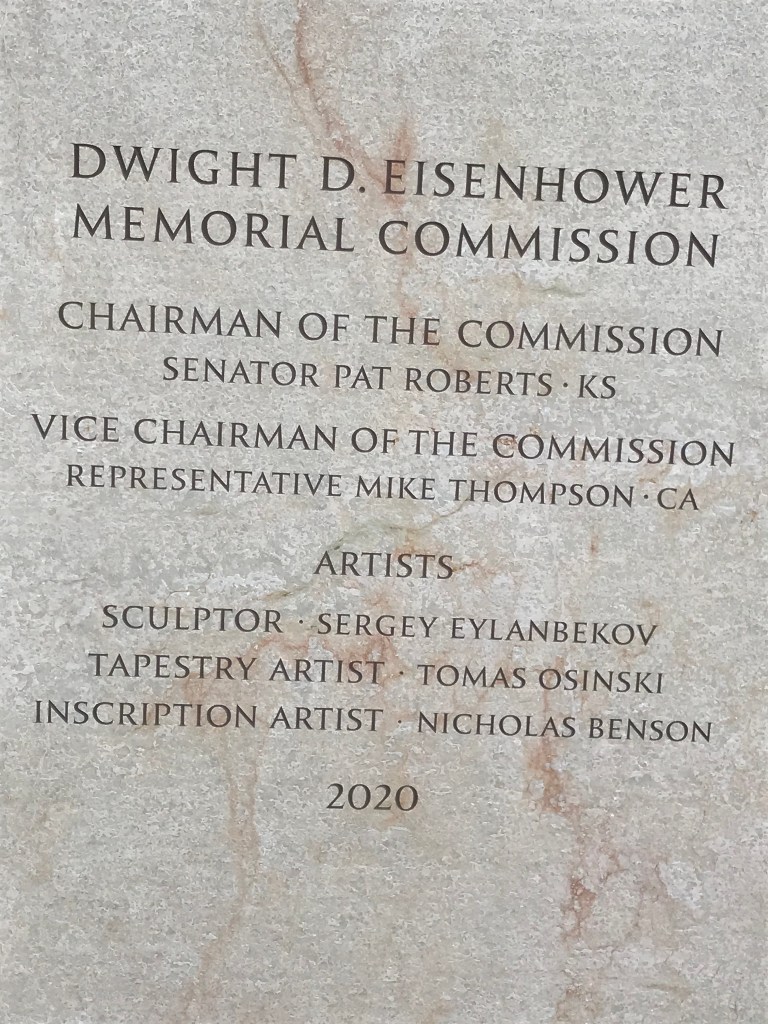 DWIGHT D. EISENHOWER
MEMORIAL COMMISSION
CHAIRMAN OF THE COMMISSION
SENATOR PAT ROBERTS · KS
VICE CHAIRMAN OF THE COMMISSION
REPRESENTATIVE MIKE THOMPSON · CA
ARTISTS
SCULPTOR · SERGEY EYLANBEKOV
TAPESTRY ARTIST · TOMAS OSINSKI
INSCRIPTION ARTIST · NICHOLAS BENSON
2020